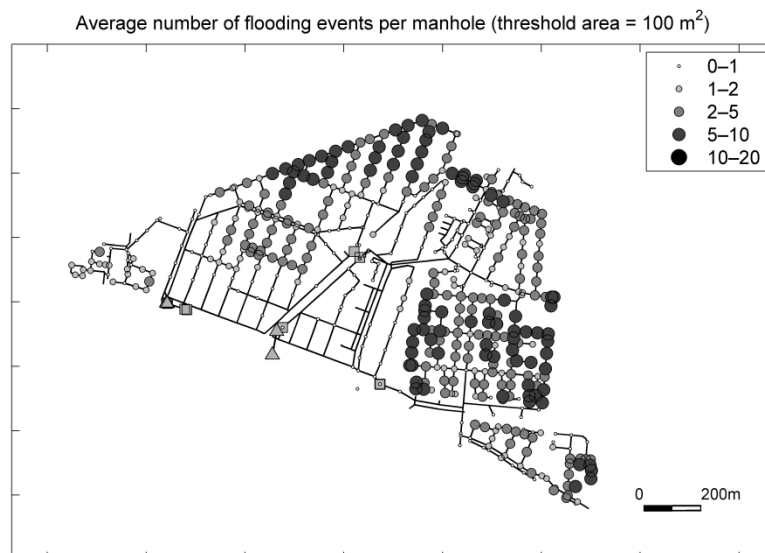 Average number of flooding events per manhole (threshold area = 100 m²)
0–1
1–2
2–5
5–10
10–20
0 200m